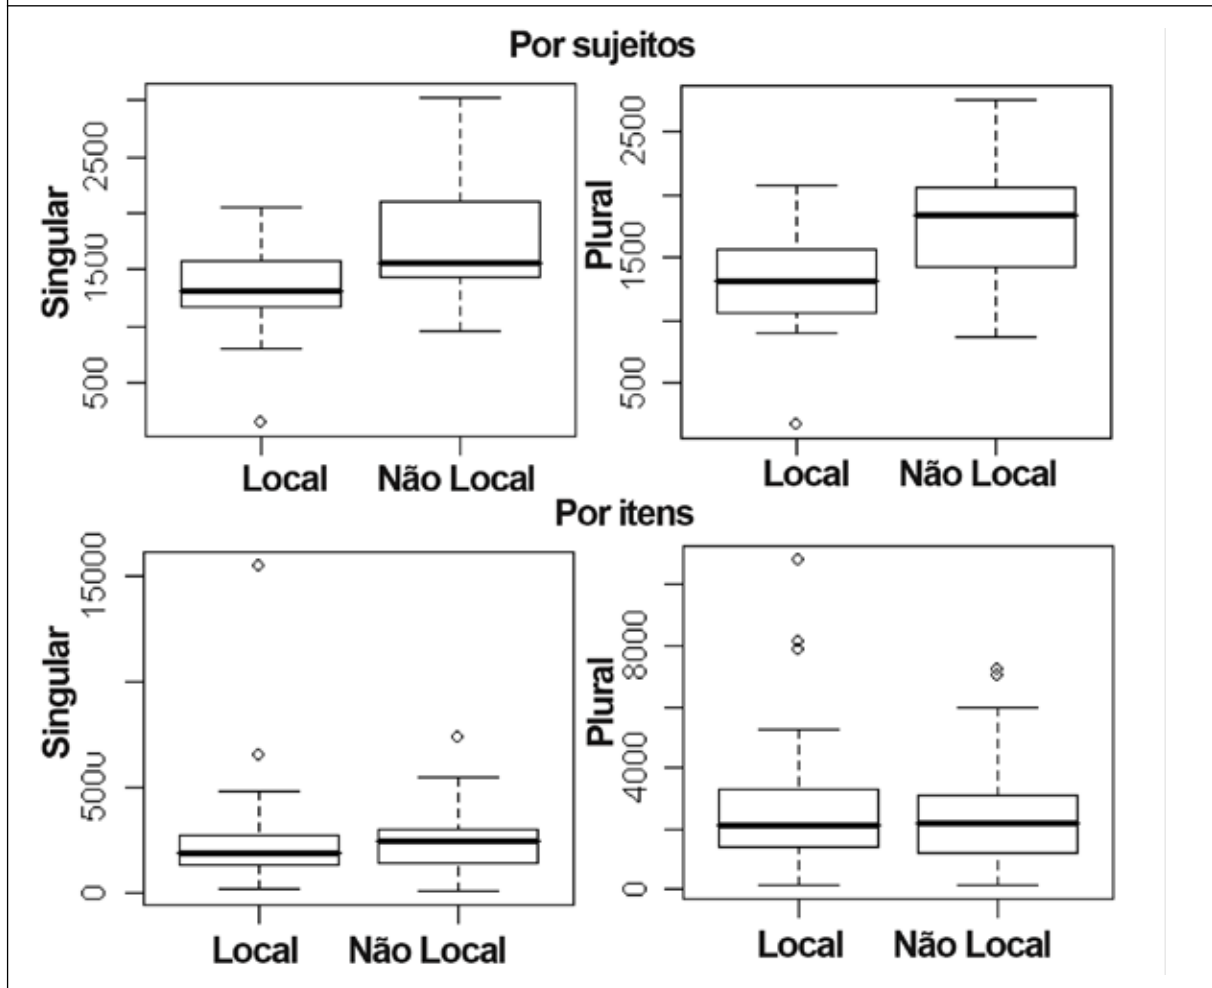 Por sujeitos
Singular
2500
1500
500
Local Não Local
Plural
2500
1500
500
Local Não Local
Por itens
Singular
15000
5000
0
Local Não Local
Plural
8000
4000
0
Local Não Local